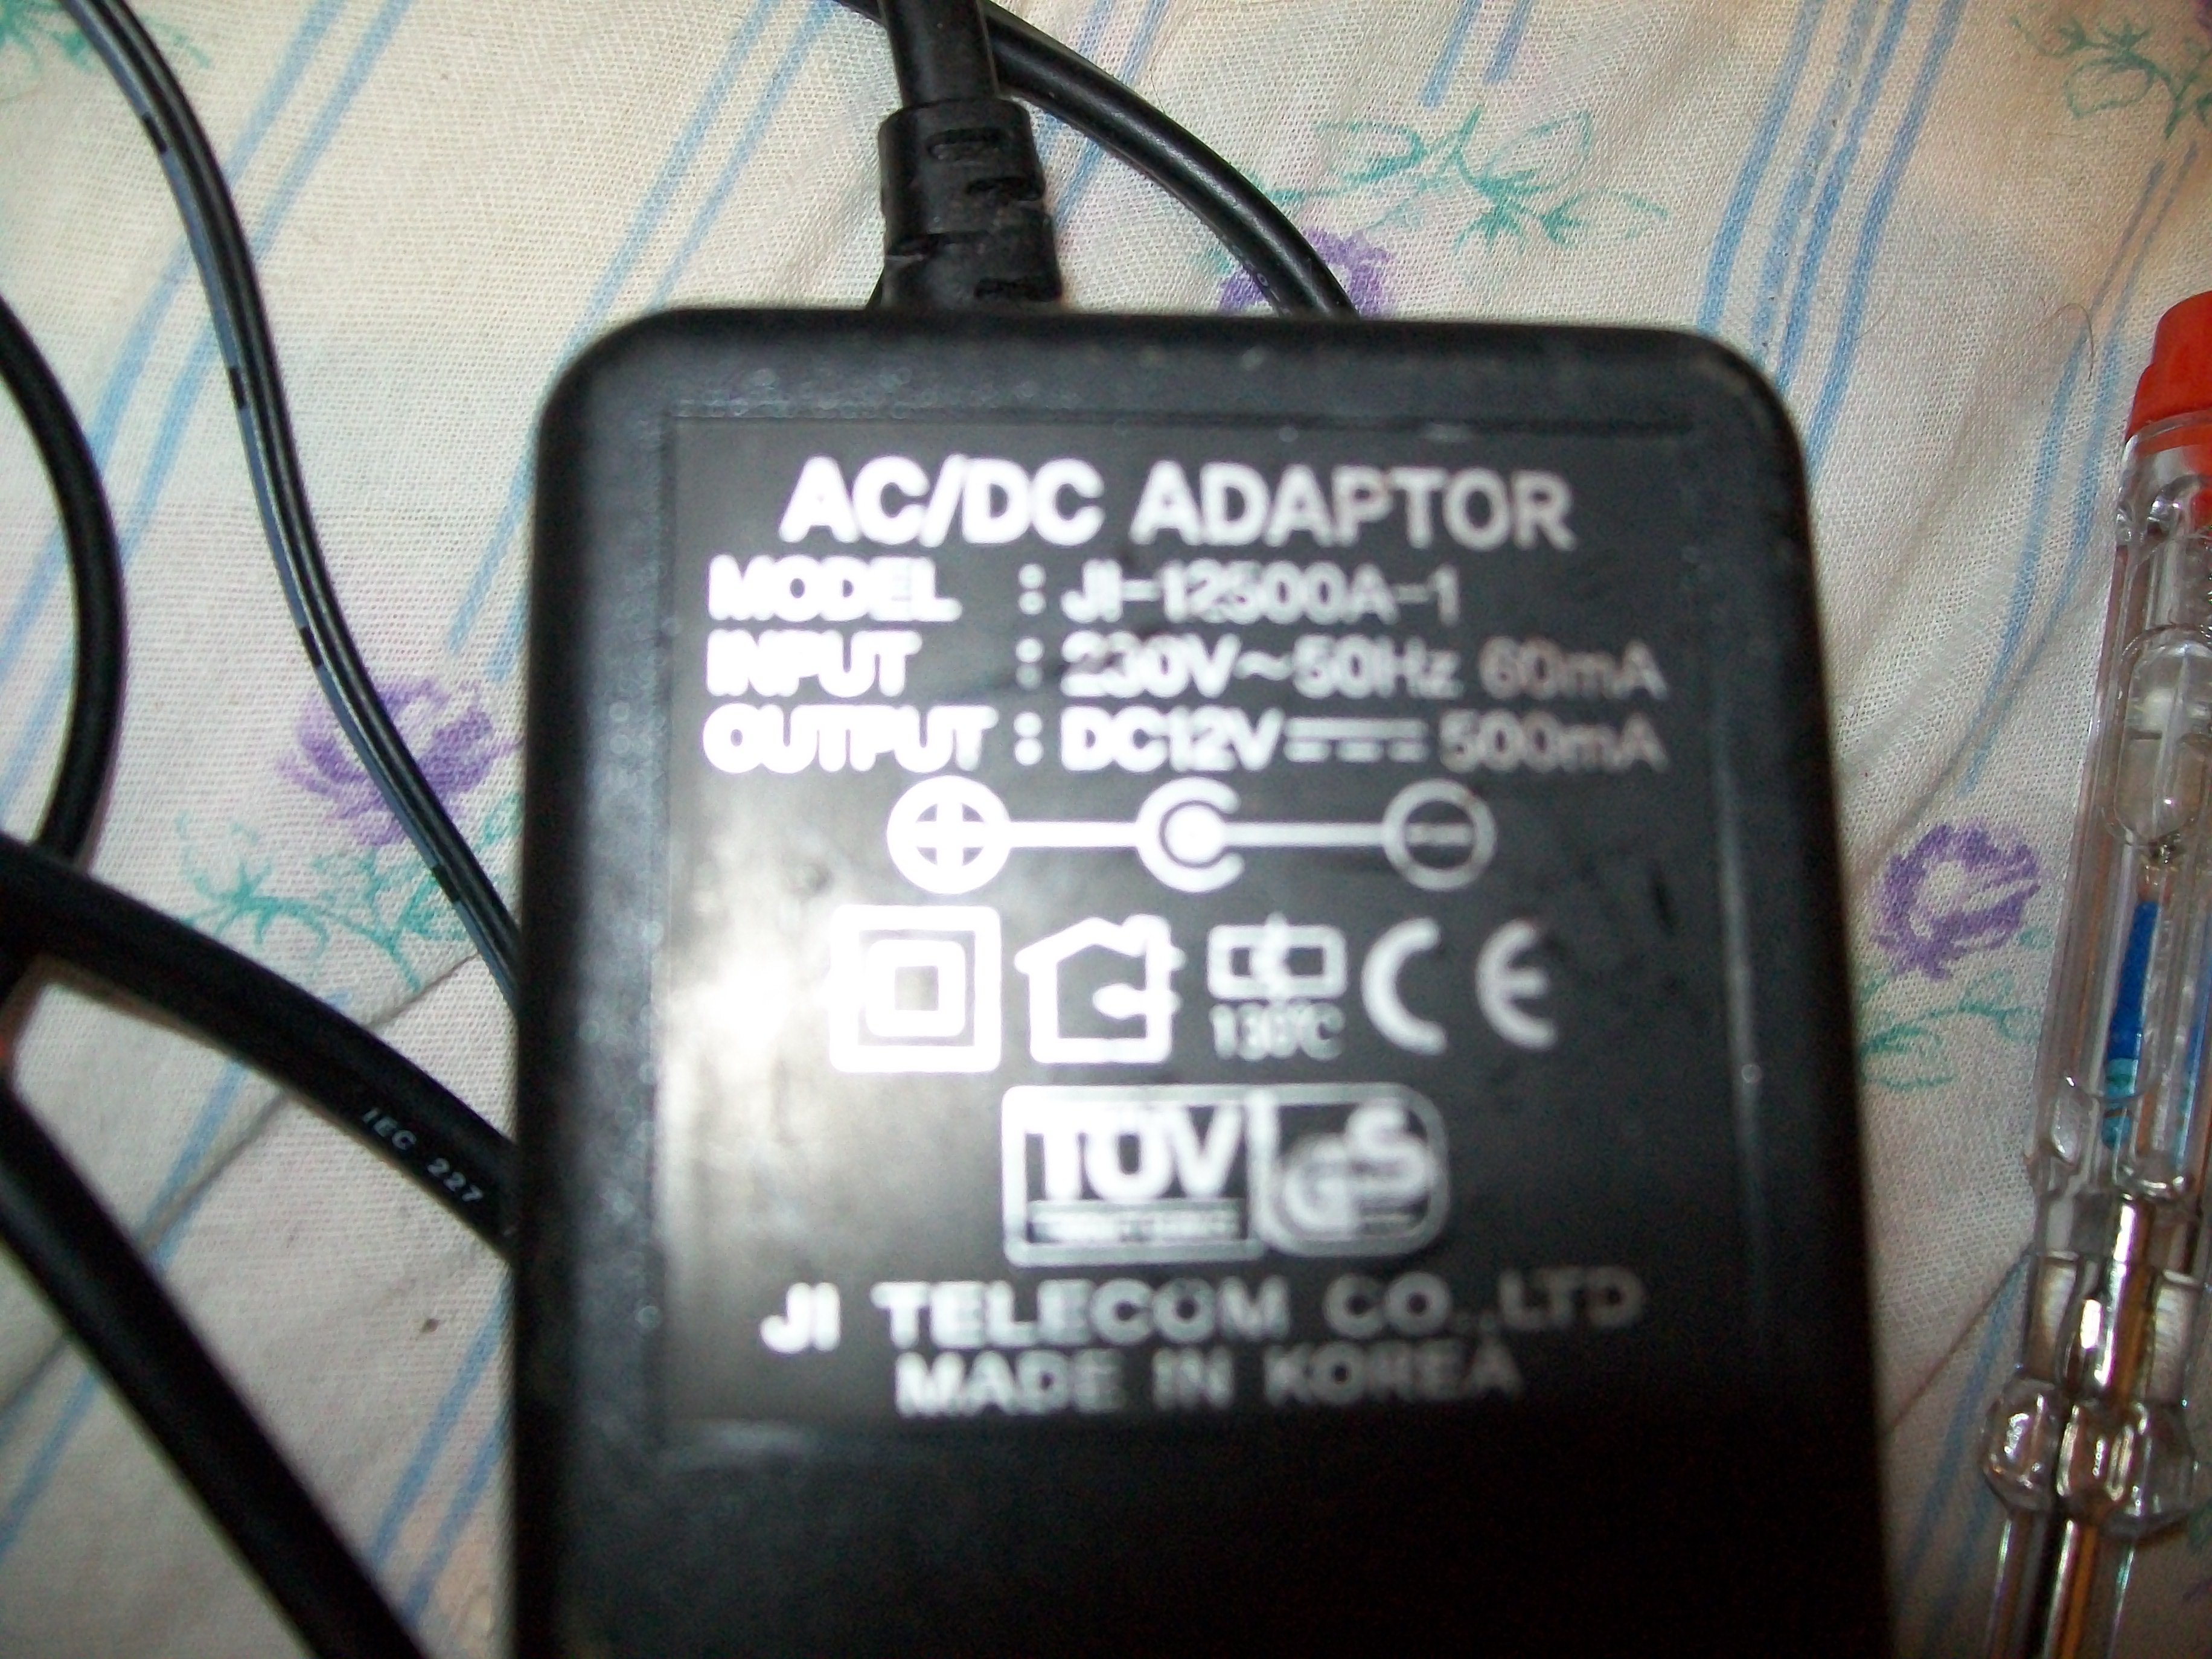 AC/DC ADAPTOR
MODEL : JI-12500A-1
INPUT : 230V~50Hz 60mA
OUTPUT : DC12V⎓500mA
130°C CE
TÜV GS
JI TELECOM CO.,LTD
MADE IN KOREA
IEC 227